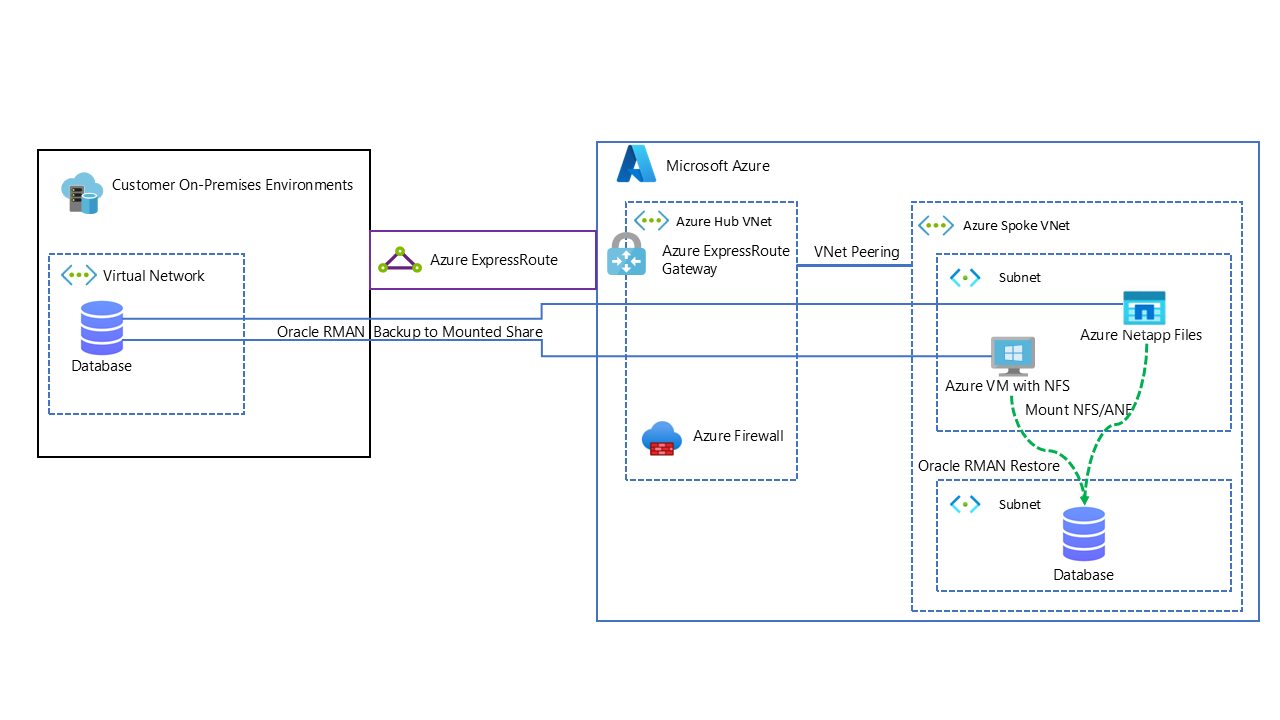 Customer On-Premises Environments
Virtual Network
Database
Azure ExpressRoute
Oracle RMAN  Backup to Mounted Share
Microsoft Azure
Azure Hub VNet
Azure ExpressRoute
Gateway
Azure Firewall
VNet Peering
Azure Spoke VNet
Subnet
Azure Netapp Files
Azure VM with NFS
Mount NFS/ANF
Oracle RMAN Restore
Subnet
Database